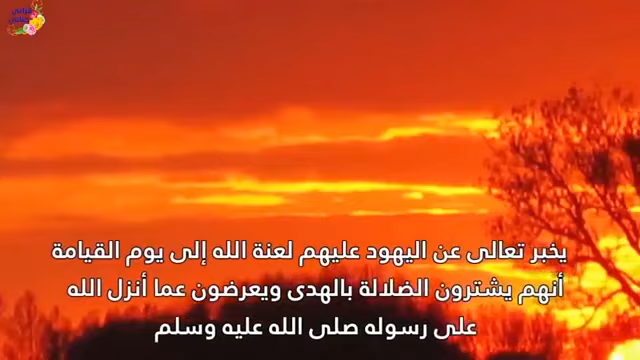 يخبر تعالى عن اليهود عليهم لعنة الله إلى يوم القيامة
أنهم يشترون الضلالة بالهدى ويعرضون عما أنزل الله
على رسوله صلى الله عليه وسلم